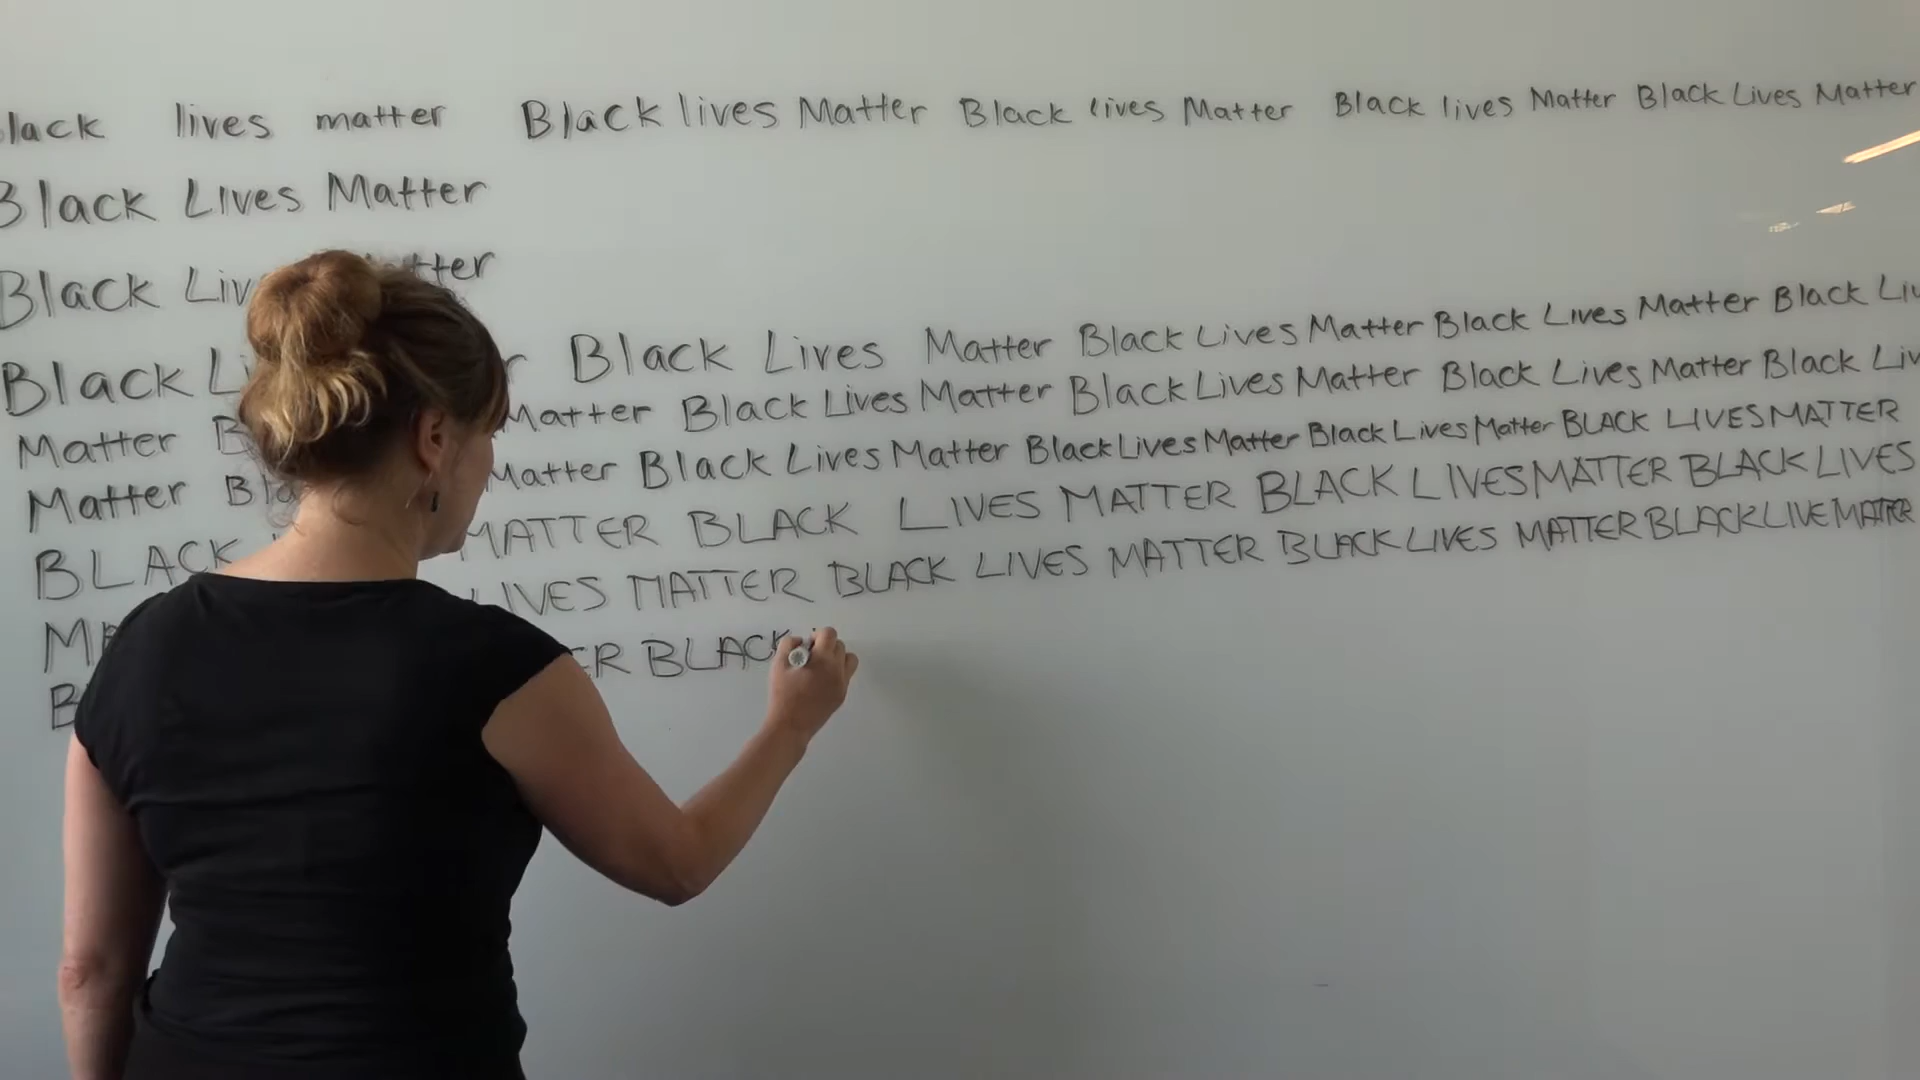 lack lives matter Black lives Matter Black lives Matter Black lives Matter Black Lives Matter
Black Lives Matter
Black Matter
Black Black Lives Matter Black Lives Matter Black Lives Matter Black
Matter Matter Black Lives Matter Black Lives Matter Black Lives Matter Black
Matter Matter Black Lives Matter Black Lives Matter Black Lives Matter BLACK LIVES MATTER
BLACK MATTER BLACK LIVES MATTER BLACK LIVES MATTER BLACK LIVES
LIVES MATTER BLACK LIVES MATTER BLACK LIVES MATTER BLACK LIVE MATTER
ER BLACK